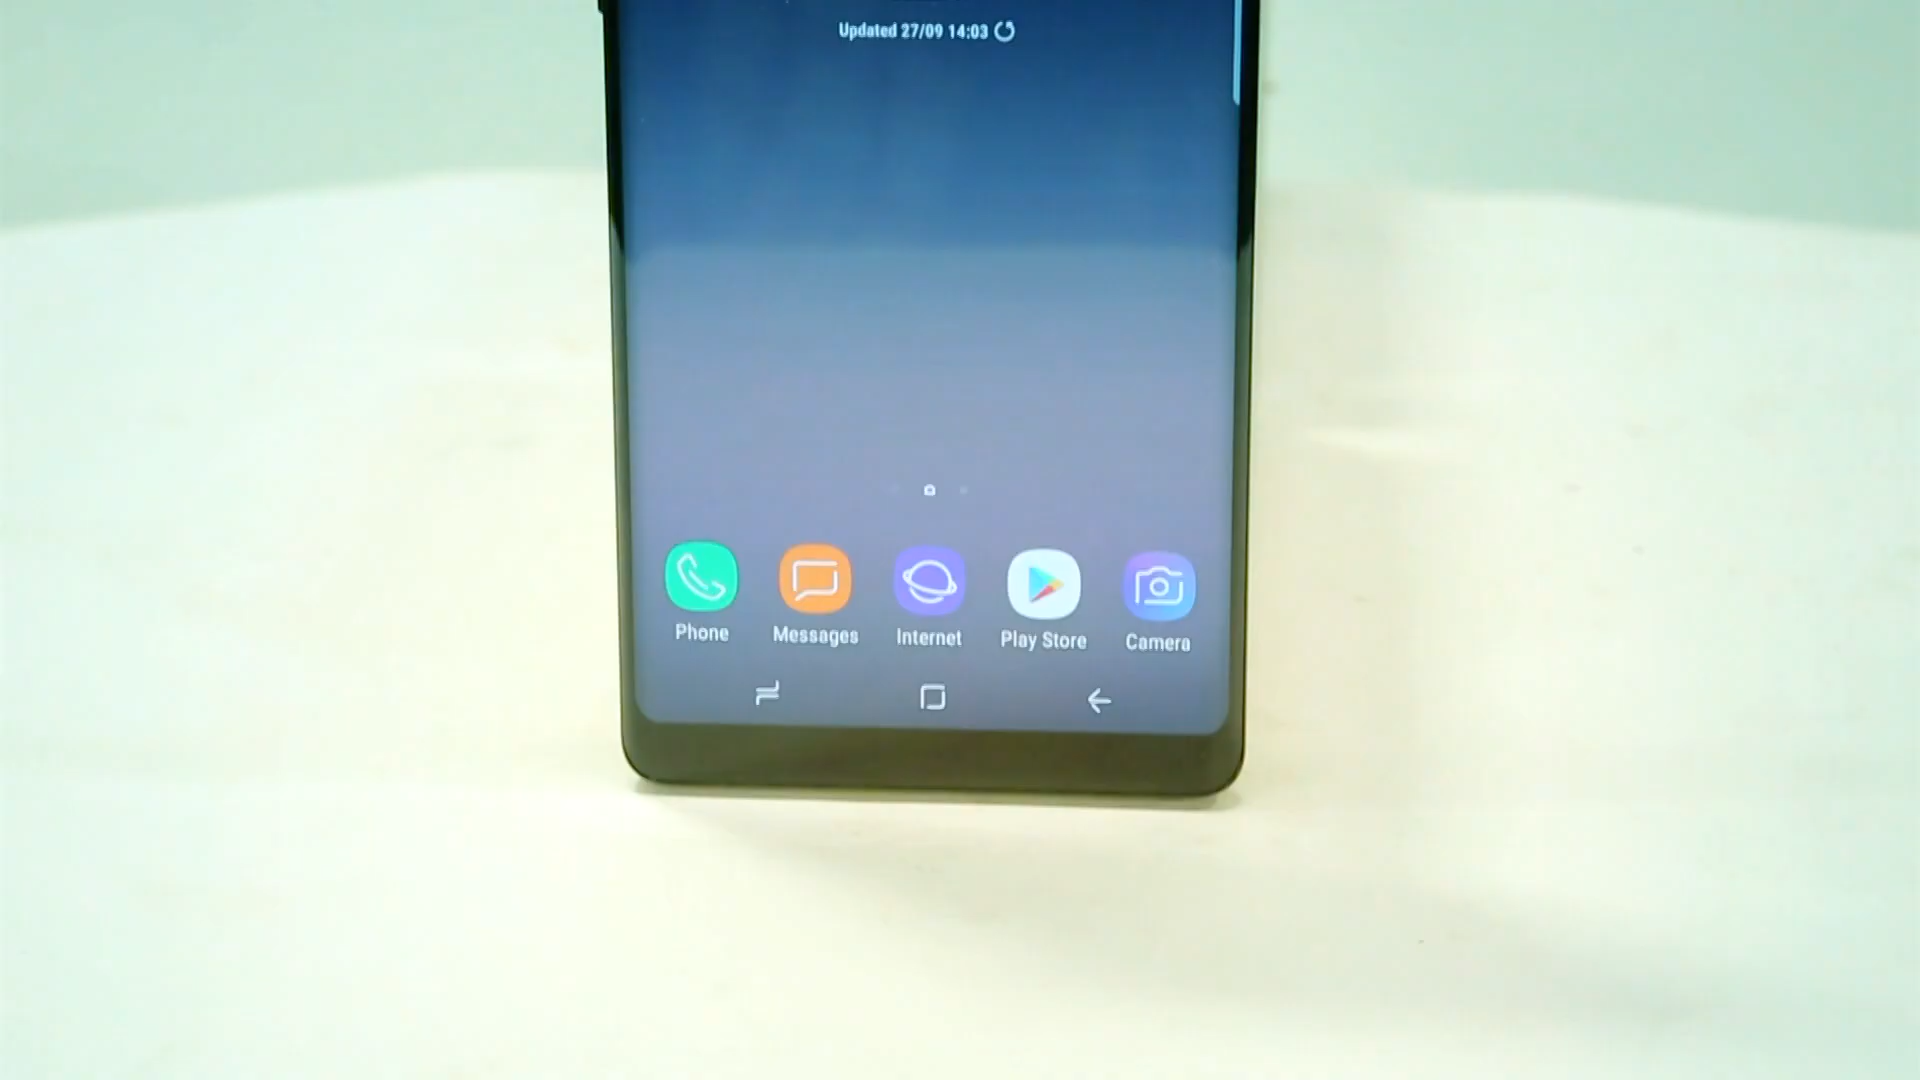 Updated 27/09 14:03
Phone
Messages
Internet
Play Store
Camera